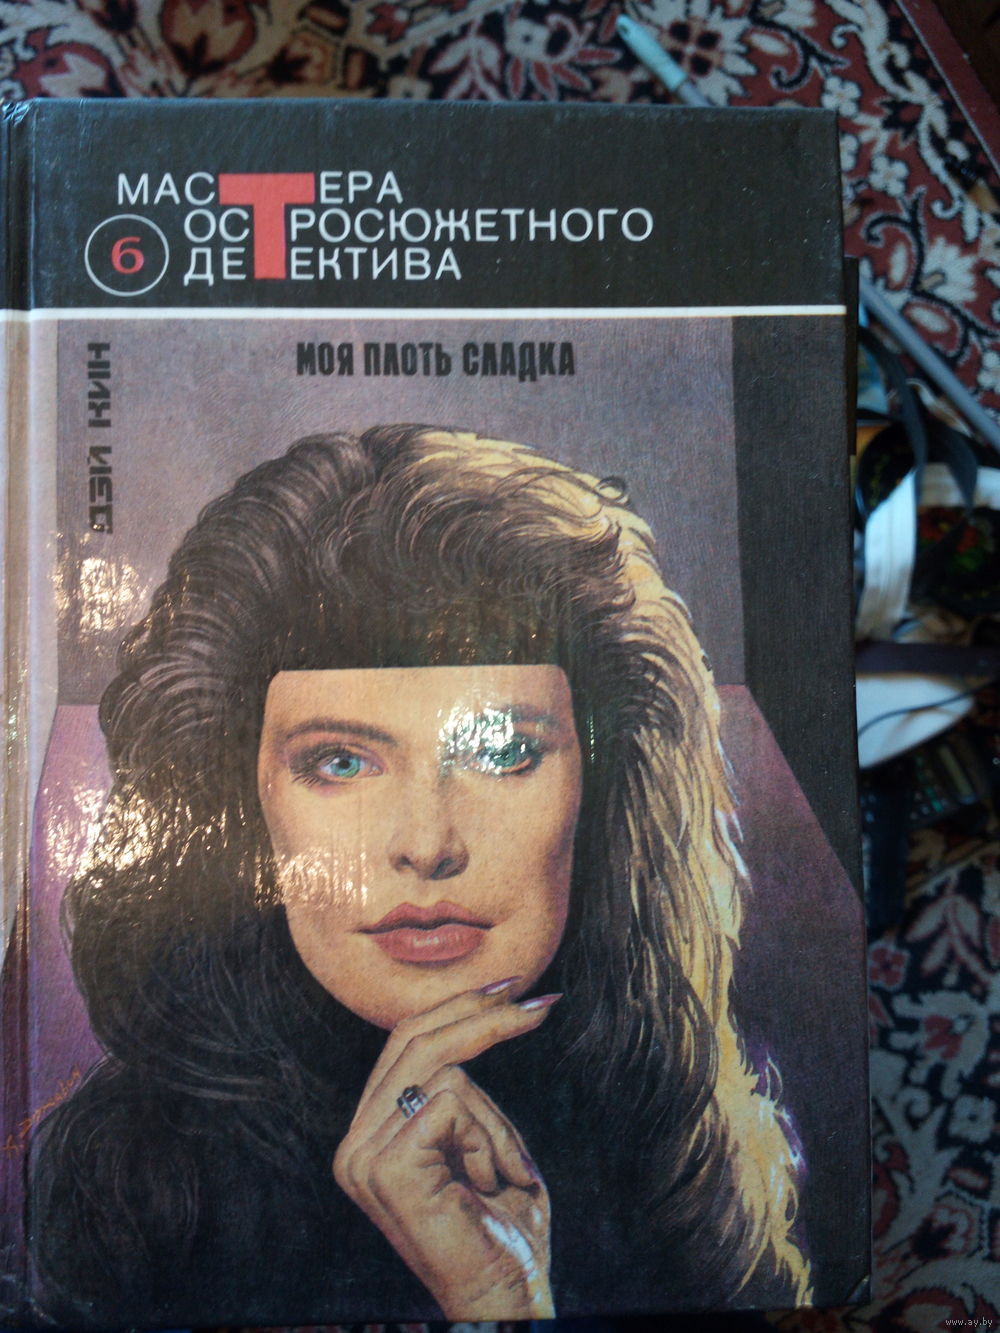 МАСТЕРА
ОСТРОСЮЖЕТНОГО
ДЕТЕКТИВА
6
МОЯ ПЛОТЬ СЛАДКА
ДЭЙ КИН
www.ay.by